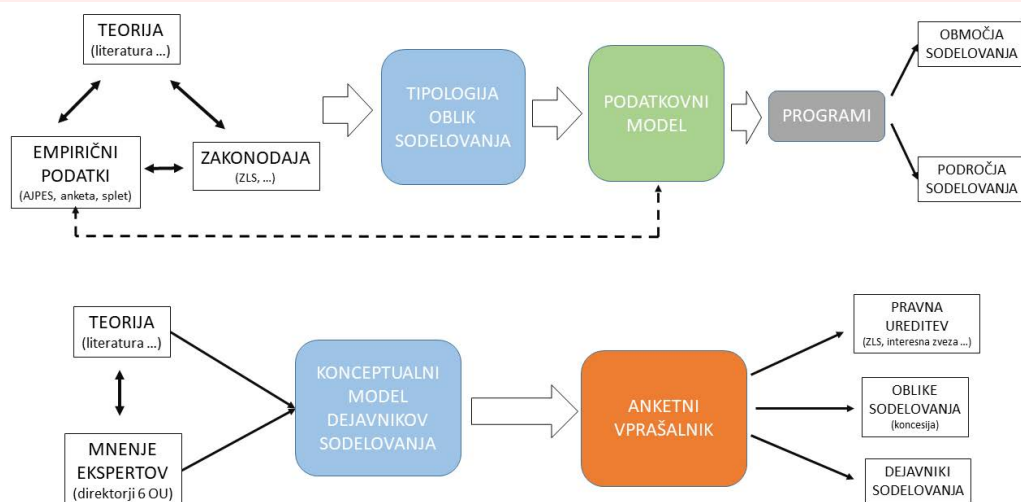 TEORIJA
(literatura ...)
EMPIRIČNI
PODATKI
(AJPES, anketa, splet)
ZAKONODAJA
(ZLS, ...)
TIPOLOGIJA
OBLIK
SODELOVANJA
PODATKOVNI
MODEL
PROGRAMI
OBMOČJA
SODELOVANJA
PODROČJA
SODELOVANJA
TEORIJA
(literatura ...)
MNENJE
EKSPERTOV
(direktorji 6 OU)
KONCEPTUALNI
MODEL
DEJAVNIKOV
SODELOVANJA
ANKETNI
VPRAŠALNIK
PRAVNA
UREDITEV
(ZLS, interesna zveza ...)
OBLIKE
SODELOVANJA
(koncesija)
DEJAVNIKI
SODELOVANJA